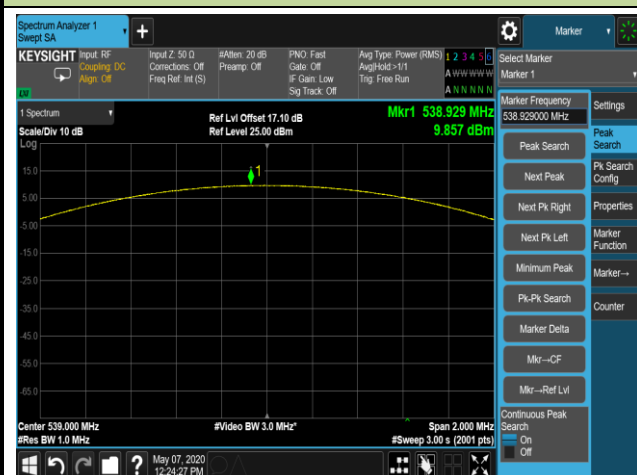 Spectrum Analyzer 1
Swept SA
+
Marker
KEYSIGHT
Input: RF
Coupling: DC
Align: Off
Input Z: 50 Ω
Corrections: Off
Freq Ref: Int (S)
#Atten: 20 dB
Preamp: Off
PNO: Fast
Gate: Off
IF Gain: Low
Sig Track: Off
Avg Type: Power (RMS)
Avg|Hold:>1/1
Trig: Free Run
1 2 3 4 5 6
A W W W W W
A N N N N N
Select Marker
Marker 1
1 Spectrum
Scale/Div 10 dB
Log
Ref Lvl Offset 17.10 dB
Ref Level 25.00 dBm
Mkr1 538.929 MHz
9.857 dBm
1
15.0
5.00
-5.00
-15.0
-25.0
-35.0
-45.0
-55.0
-65.0
Center 539.000 MHz
#Res BW 1.0 MHz
#Video BW 3.0 MHz*
Span 2.000 MHz
#Sweep 3.00 s (2001 pts)
Marker Frequency
538.929000 MHz
Peak Search
Next Peak
Next Pk Right
Next Pk Left
Minimum Peak
Pk-Pk Search
Marker Delta
Mkr→CF
Mkr→Ref Lvl
Continuous Peak
Search
On
Off
Settings
Peak
Search
Pk Search
Config
Properties
Marker
Function
Marker→
Counter
?
May 07, 2020
12:24:27 PM